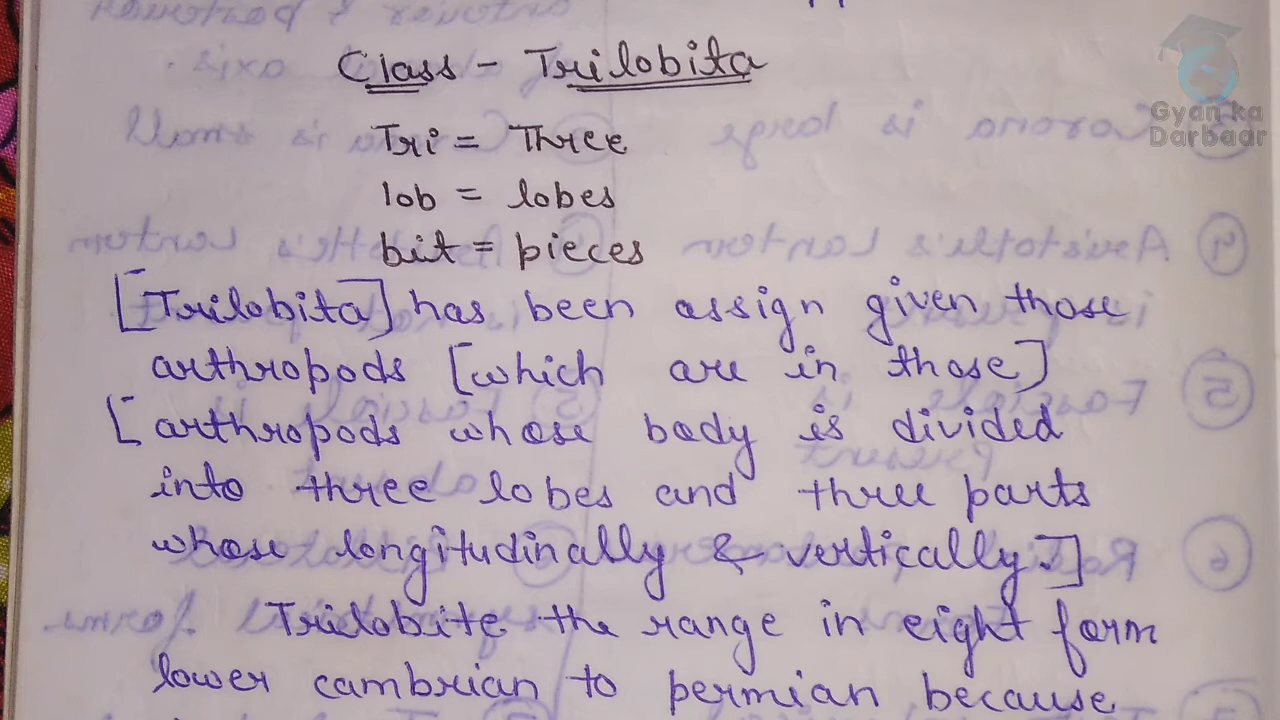 Class - Trilobita
Gyan ka
Darbaar
Tri = Three
lob = lobes
bit = pieces
[Trilobita] has been assign given those
arthropods [which are in those]
[arthropods whose body is divided
into three lobes and three parts
whose longitudinally & vertically.]
Trilobite the range in eight form
lower cambrian to permian because